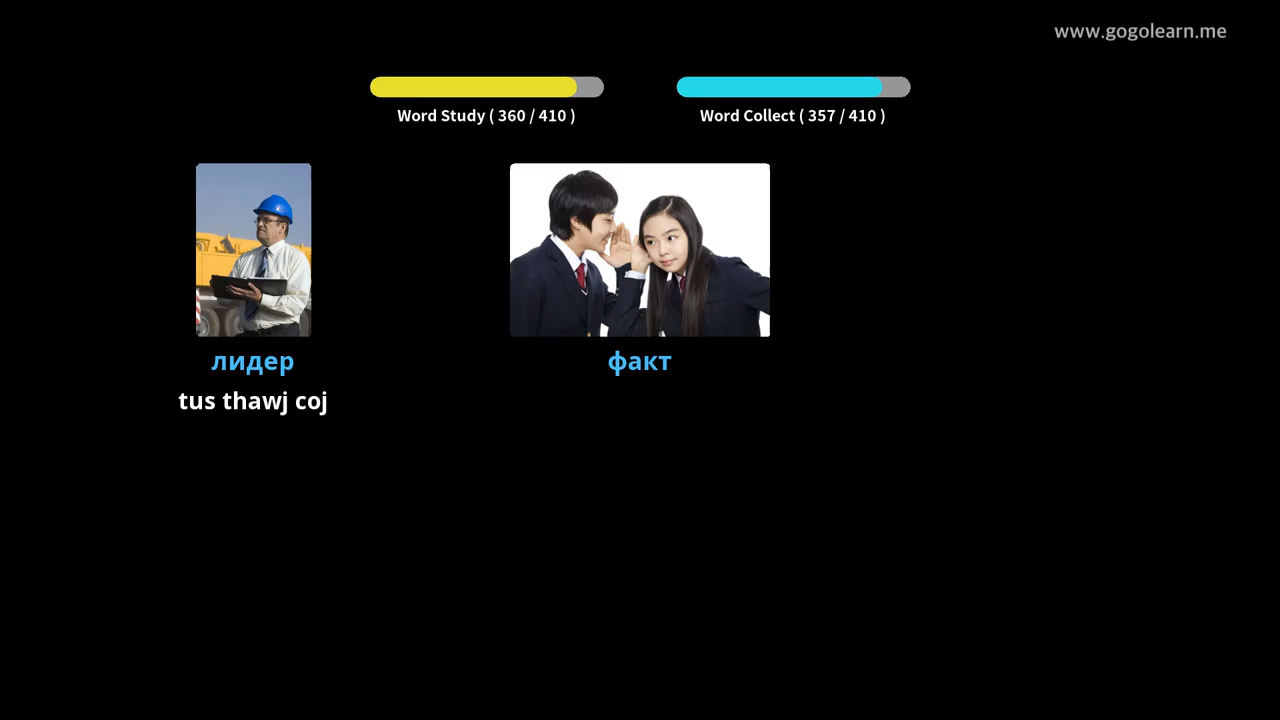 www.gogolearn.me
Word Study ( 360 / 410 )
Word Collect ( 357 / 410 )
лидер
факт
tus thawj coj